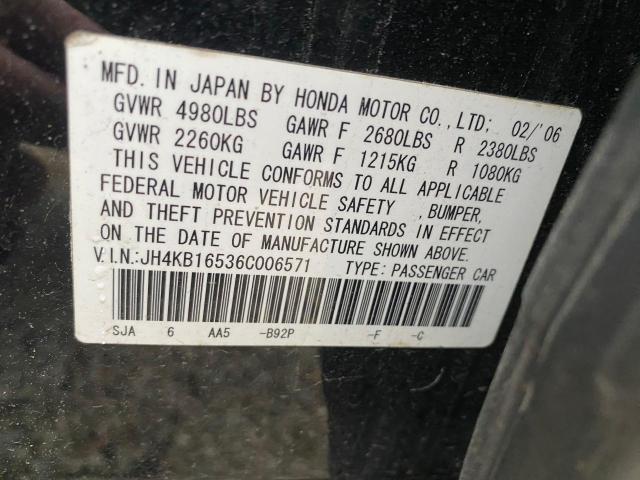 MFD. IN JAPAN BY HONDA MOTOR CO.,LTD; 02/'06
GVWR 4980LBS GAWR F 2680LBS R 2380LBS
GVWR 2260KG GAWR F 1215KG R 1080KG
THIS VEHICLE CONFORMS TO ALL APPLICABLE
FEDERAL MOTOR VEHICLE SAFETY ,BUMPER,
AND THEFT PREVENTION STANDARDS IN EFFECT
ON THE DATE OF MANUFACTURE SHOWN ABOVE.
V.I.N.:JH4KB16536C006571 TYPE: PASSENGER CAR
SJA 6 AA5 -B92P -F -C